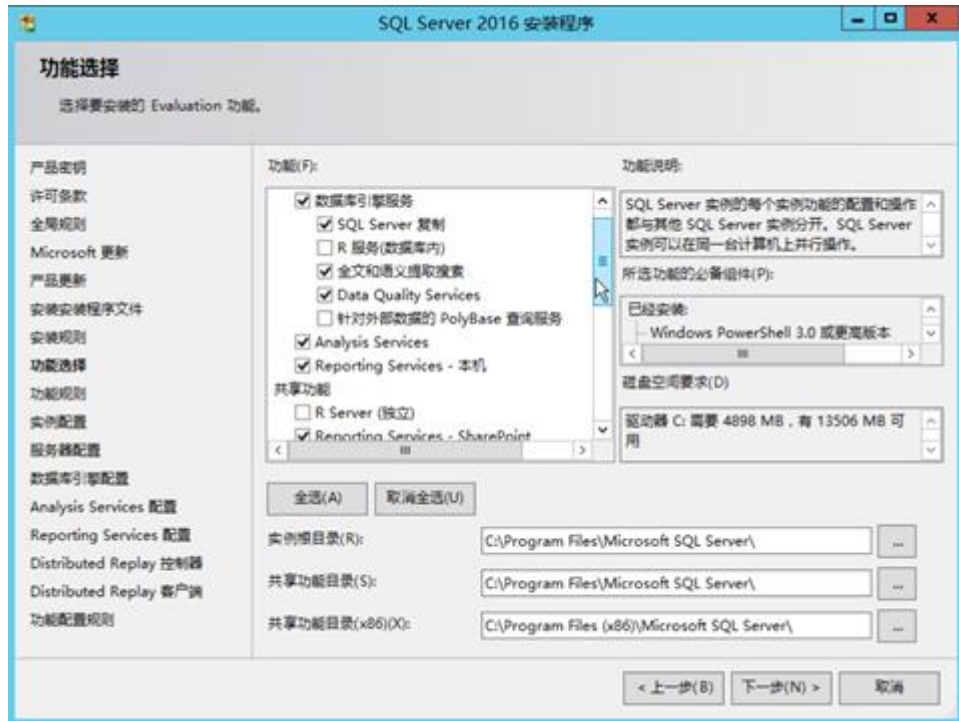 SQL Server 2016 安装程序
功能选择
选择要安装的 Evaluation 功能。
产品密钥
许可条款
全局规则
Microsoft 更新
产品更新
安装安装程序文件
安装规则
功能选择
功能规则
实例配置
服务器配置
数据库引擎配置
Analysis Services 配置
Reporting Services 配置
Distributed Replay 控制器
Distributed Replay 客户端
功能配置规则
功能(F):
数据库引擎服务
SQL Server 复制
R 服务(数据库内)
全文和语义提取搜索
Data Quality Services
针对外部数据的 PolyBase 查询服务
Analysis Services
Reporting Services - 本机
共享功能
R Server (独立)
Reporting Services - SharePoint
功能说明:
SQL Server 实例的每个实例功能的配置和操作
都与其他 SQL Server 实例分开。SQL Server
实例可以在同一台计算机上并行操作。
所选功能的必备组件(P):
已经安装:
Windows PowerShell 3.0 或更高版本
磁盘空间要求(D)
驱动器 C: 需要 4898 MB，有 13506 MB 可
用
全选(A)
取消全选(U)
实例根目录(R):
C:\Program Files\Microsoft SQL Server\
...
共享功能目录(S):
C:\Program Files\Microsoft SQL Server\
...
共享功能目录(x86)(X):
C:\Program Files (x86)\Microsoft SQL Server\
...
< 上一步(B)
下一步(N) >
取消